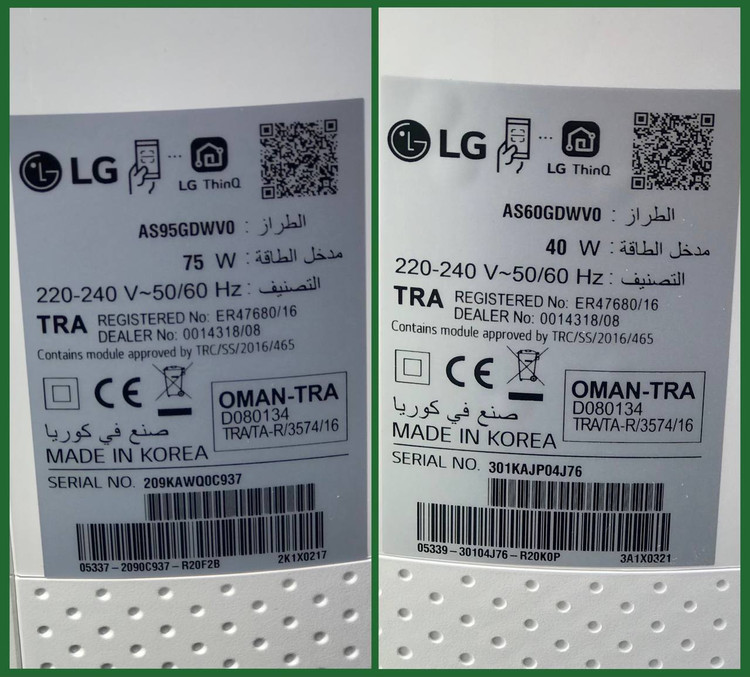 LG
LG ThinQ
الطراز : AS95GDWV0
مدخل الطاقة : 75 W
التصنيف : 220-240 V~50/60 Hz
TRA REGISTERED No: ER47680/16
DEALER No: 0014318/08
Contains module approved by TRC/SS/2016/465
CE
OMAN-TRA
D080134
TRA/TA-R/3574/16
صنع في كوريا
MADE IN KOREA
SERIAL NO. 209KAWQ0C937
05337-2090C937-R20F2B 2K1X0217
LG
LG ThinQ
الطراز : AS60GDWV0
مدخل الطاقة : 40 W
التصنيف : 220-240 V~50/60 Hz
TRA REGISTERED No: ER47680/16
DEALER No: 0014318/08
Contains module approved by TRC/SS/2016/465
CE
OMAN-TRA
D080134
TRA/TA-R/3574/16
صنع في كوريا
MADE IN KOREA
SERIAL NO. 301KAJP04J76
05339-30104J76-R20K0P 3A1X0321